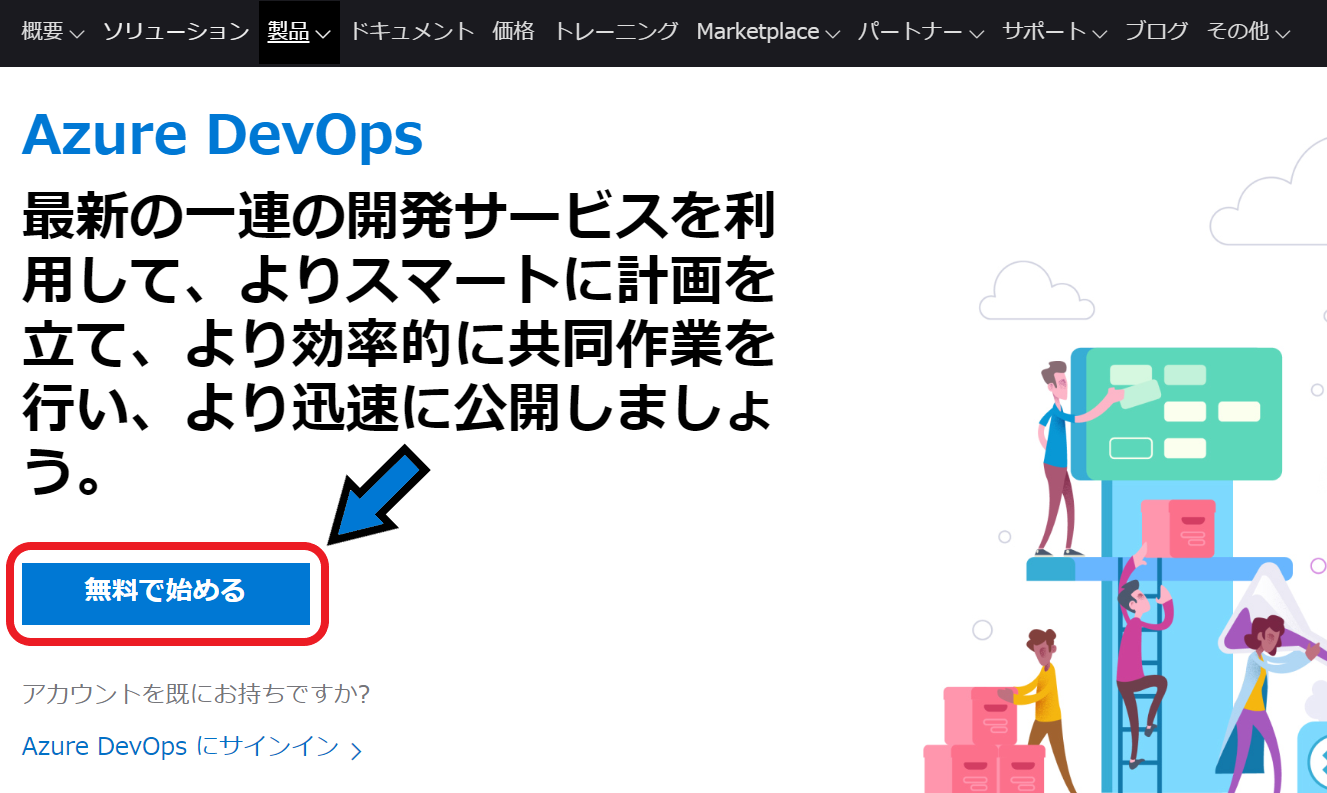 概要 ソリューション 製品 ドキュメント 価格 トレーニング Marketplace パートナー サポート ブログ その他
Azure DevOps
最新の一連の開発サービスを利
用して、よりスマートに計画を
立て、より効率的に共同作業を
行い、より迅速に公開しましょ
う。
無料で始める
アカウントを既にお持ちですか?
Azure DevOps にサインイン